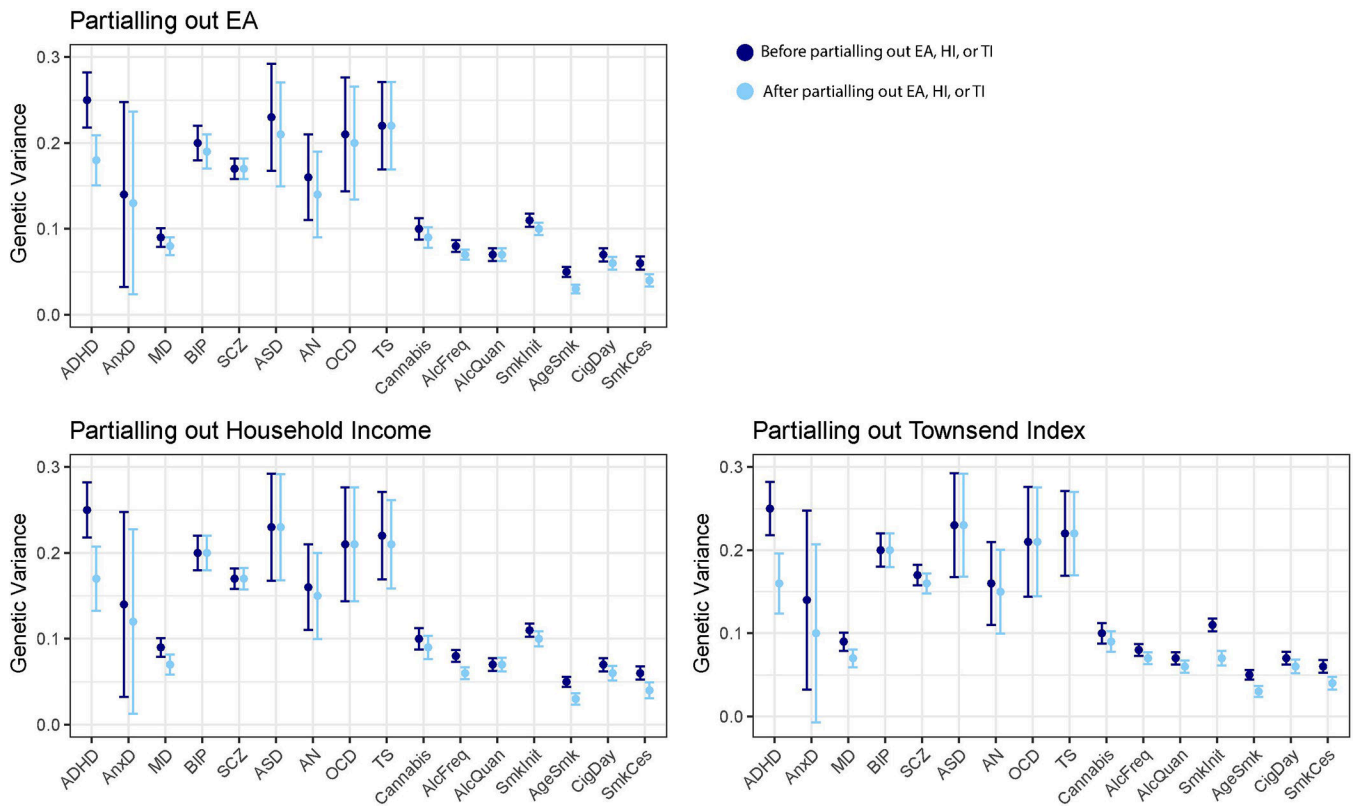 Partialling out EA
Before partialling out EA, HI, or TI
After partialling out EA, HI, or TI
Genetic Variance
0.3
0.2
0.1
0.0
ADHD
AnxD
MD
BIP
SCZ
ASD
AN
OCD
TS
Cannabis
AlcFreq
AlcQuan
SmkInit
AgeSmk
CigDay
SmkCes
Partialling out Household Income
Genetic Variance
0.3
0.2
0.1
0.0
ADHD
AnxD
MD
BIP
SCZ
ASD
AN
OCD
TS
Cannabis
AlcFreq
AlcQuan
SmkInit
AgeSmk
CigDay
SmkCes
Partialling out Townsend Index
Genetic Variance
0.3
0.2
0.1
0.0
ADHD
AnxD
MD
BIP
SCZ
ASD
AN
OCD
TS
Cannabis
AlcFreq
AlcQuan
SmkInit
AgeSmk
CigDay
SmkCes